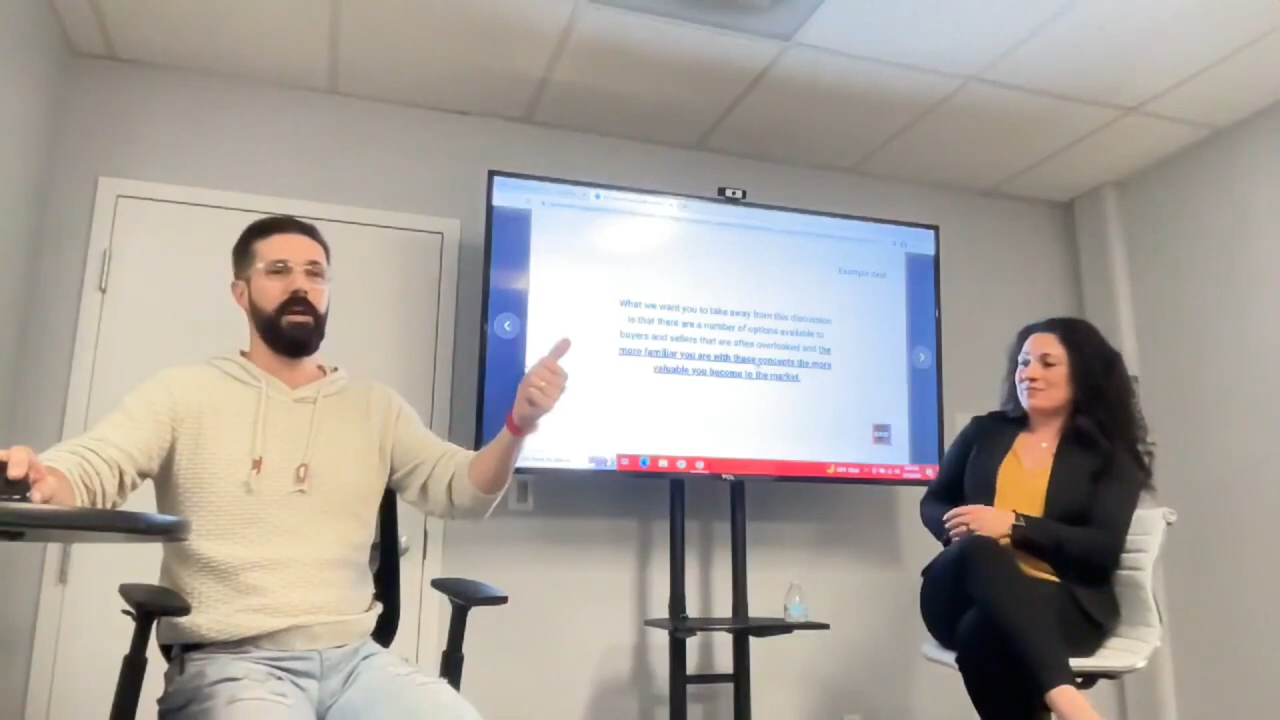 Example deal
What we want you to take away from this discussion
is that there are a number of options available to
buyers and sellers that are often overlooked and the
more familiar you are with these concepts the more
valuable you become to the market.
TCL